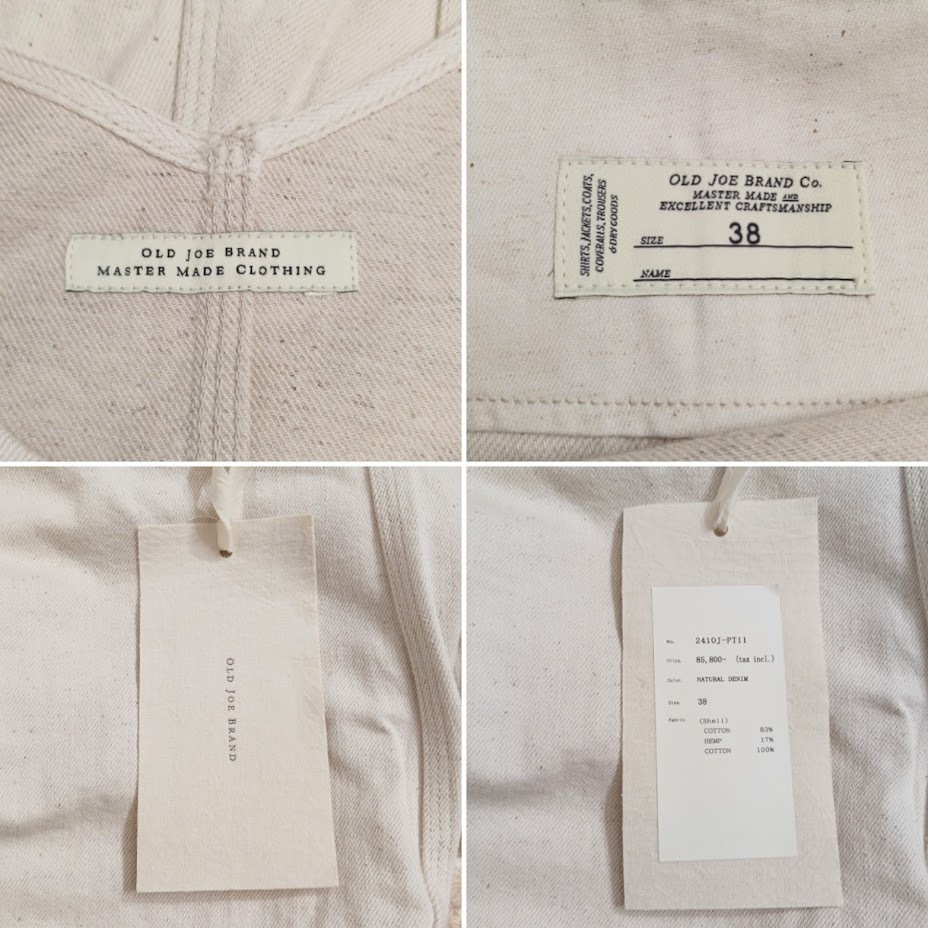 OLD JOE BRAND
MASTER MADE CLOTHING
SHIRTS, JACKETS, COATS,
COVERALLS, TROUSERS
& DRY GOODS
OLD JOE BRAND Co.
MASTER MADE AND
EXCELLENT CRAFTSMANSHIP
SIZE 38
NAME
OLD JOE BRAND
No. 241OJ-PT11
Price. 85,800- (tax incl.)
Color. NATURAL DENIM
Size. 38
Fabric. (Shell)
COTTON 83%
HEMP 17%
COTTON 100%